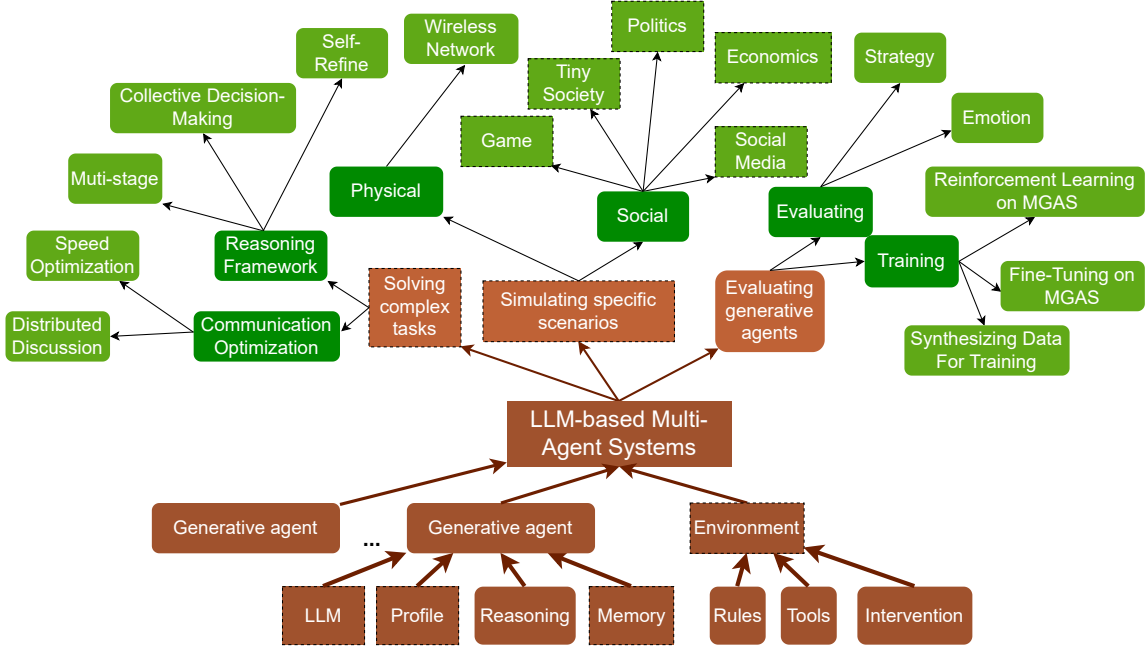 Politics
Self-
Refine
Wireless
Network
Economics
Strategy
Tiny
Society
Collective Decision-
Making
Emotion
Game
Social
Media
Muti-stage
Physical
Reinforcement Learning
on MGAS
Social
Evaluating
Speed
Optimization
Reasoning
Framework
Training
Solving
complex
tasks
Simulating specific
scenarios
Evaluating
generative
agents
Fine-Tuning on
MGAS
Distributed
Discussion
Communication
Optimization
Synthesizing Data
For Training
LLM-based Multi-
Agent Systems
Generative agent
...
Generative agent
Environment
LLM
Profile
Reasoning
Memory
Rules
Tools
Intervention